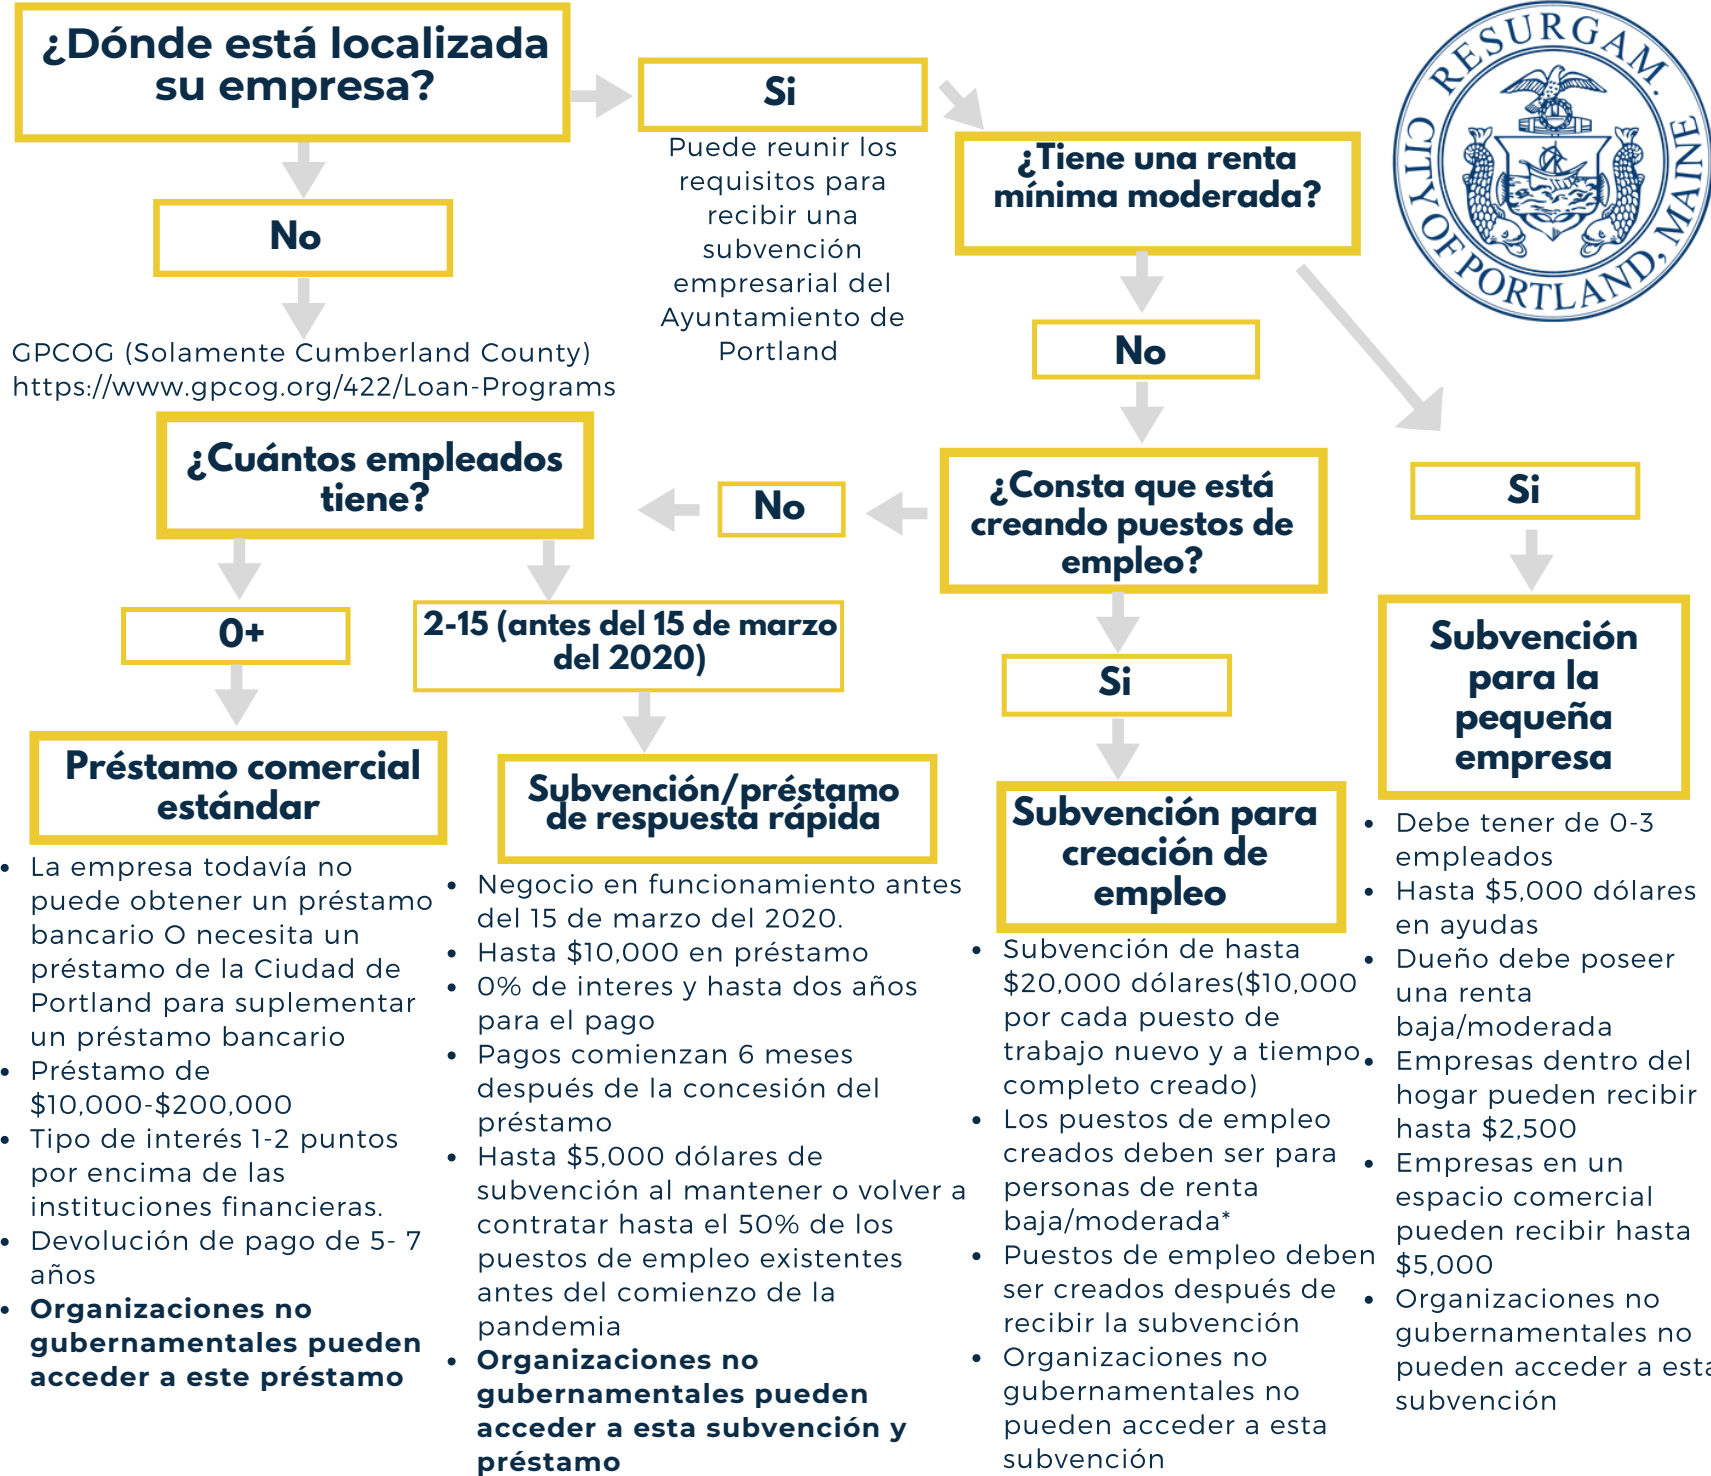 ¿Dónde está localizada
su empresa?
Si
Puede reunir los
requisitos para
recibir una
subvención
empresarial del
Ayuntamiento de
Portland
¿Tiene una renta
mínima moderada?
RESURGAM.
CITY OF PORTLAND, MAINE
No
GPCOG (Solamente Cumberland County)
https://www.gpcog.org/422/Loan-Programs
No
Si
¿Consta que está
creando puestos de
empleo?
No
¿Cuántos empleados
tiene?
0+
2-15 (antes del 15 de marzo
del 2020)
Si
Préstamo comercial
estándar
• La empresa todavía no
puede obtener un préstamo
bancario O necesita un
préstamo de la Ciudad de
Portland para suplementar
un préstamo bancario
• Préstamo de
$10,000-$200,000
• Tipo de interés 1-2 puntos
por encima de las
instituciones financieras.
• Devolución de pago de 5- 7
años
• Organizaciones no
gubernamentales pueden
acceder a este préstamo
Subvención/préstamo
de respuesta rápida
• Negocio en funcionamiento antes
del 15 de marzo del 2020.
• Hasta $10,000 en préstamo
• 0% de interes y hasta dos años
para el pago
• Pagos comienzan 6 meses
después de la concesión del
préstamo
• Hasta $5,000 dólares de
subvención al mantener o volver a
contratar hasta el 50% de los
puestos de empleo existentes
antes del comienzo de la
pandemia
• Organizaciones no
gubernamentales pueden
acceder a esta subvención y
préstamo
Subvención para
creación de
empleo
• Subvención de hasta
$20,000 dólares($10,000
por cada puesto de
trabajo nuevo y a tiempo
completo creado)
• Los puestos de empleo
creados deben ser para
personas de renta
baja/moderada*
• Puestos de empleo deben
ser creados después de
recibir la subvención
• Organizaciones no
gubernamentales no
pueden acceder a esta
subvención
Subvención
para la
pequeña
empresa
• Debe tener de 0-3
empleados
• Hasta $5,000 dólares
en ayudas
• Dueño debe poseer
una renta
baja/moderada
• Empresas dentro del
hogar pueden recibir
hasta $2,500
• Empresas en un
espacio comercial
pueden recibir hasta
$5,000
• Organizaciones no
gubernamentales no
pueden acceder a esta
subvención